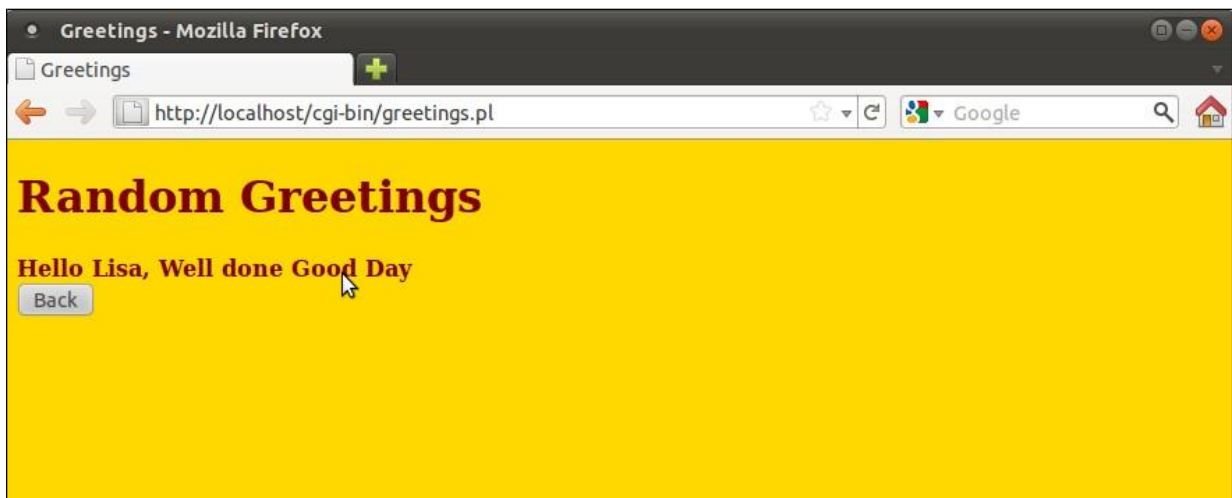 Greetings - Mozilla Firefox
Greetings
http://localhost/cgi-bin/greetings.pl
Google
Random Greetings
Hello Lisa, Well done Good Day
Back